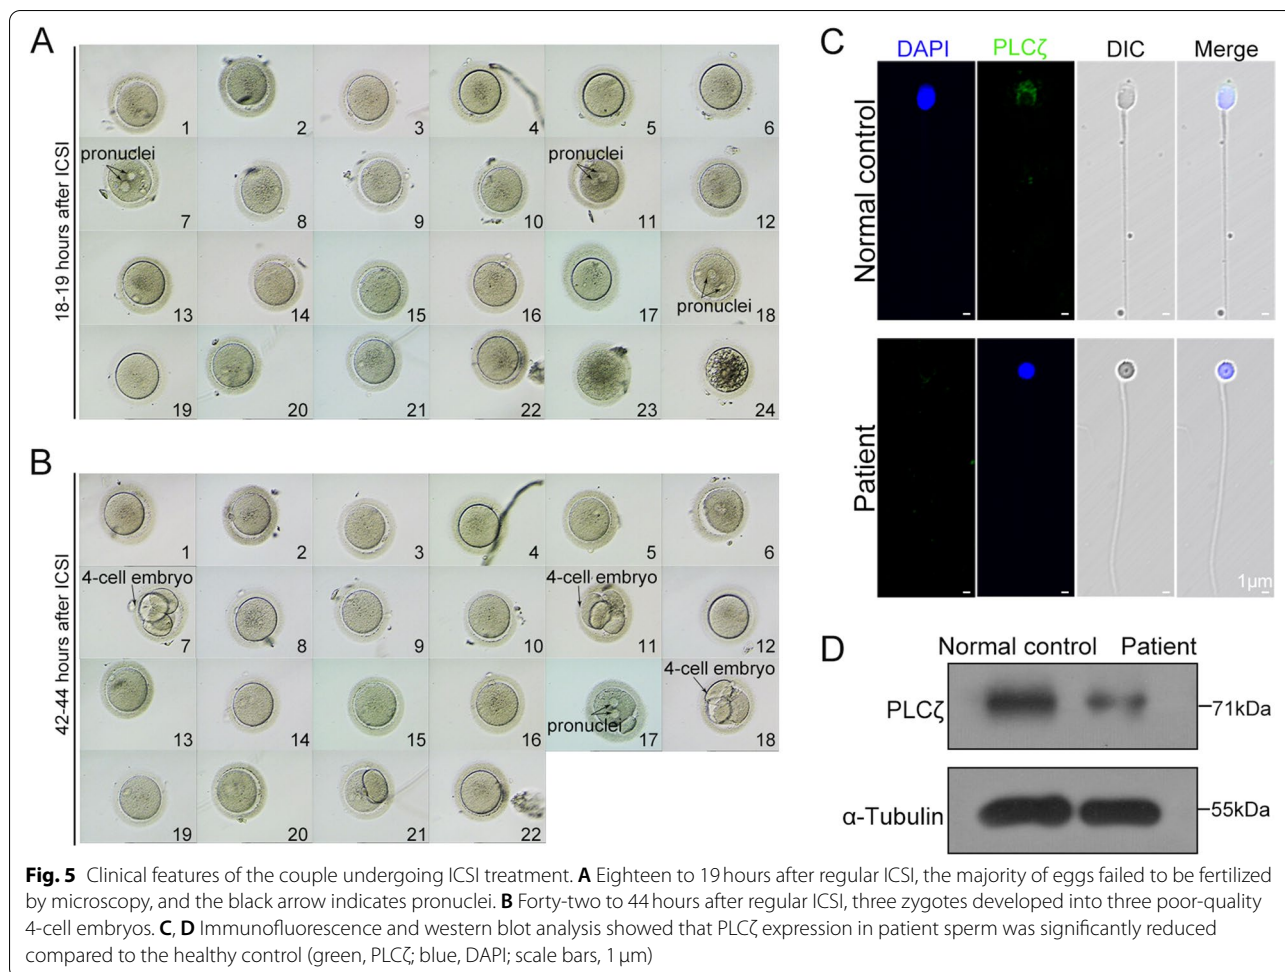 A
18-19 hours after ICSI
1 2 3 4 5 6
pronuclei pronuclei
7 8 9 10 11 12
13 14 15 16 17 18
pronuclei
19 20 21 22 23 24
B
42-44 hours after ICSI
1 2 3 4 5 6
4-cell embryo 4-cell embryo
7 8 9 10 11 12
4-cell embryo
pronuclei
13 14 15 16 17 18
19 20 21 22
C
DAPI PLCζ DIC Merge
Normal control
Patient
1μm
D
Normal control Patient
PLCζ 71kDa
α-Tubulin 55kDa
Fig. 5 Clinical features of the couple undergoing ICSI treatment. A Eighteen to 19 hours after regular ICSI, the majority of eggs failed to be fertilized
by microscopy, and the black arrow indicates pronuclei. B Forty-two to 44 hours after regular ICSI, three zygotes developed into three poor-quality
4-cell embryos. C, D Immunofluorescence and western blot analysis showed that PLCζ expression in patient sperm was significantly reduced
compared to the healthy control (green, PLCζ; blue, DAPI; scale bars, 1 μm)